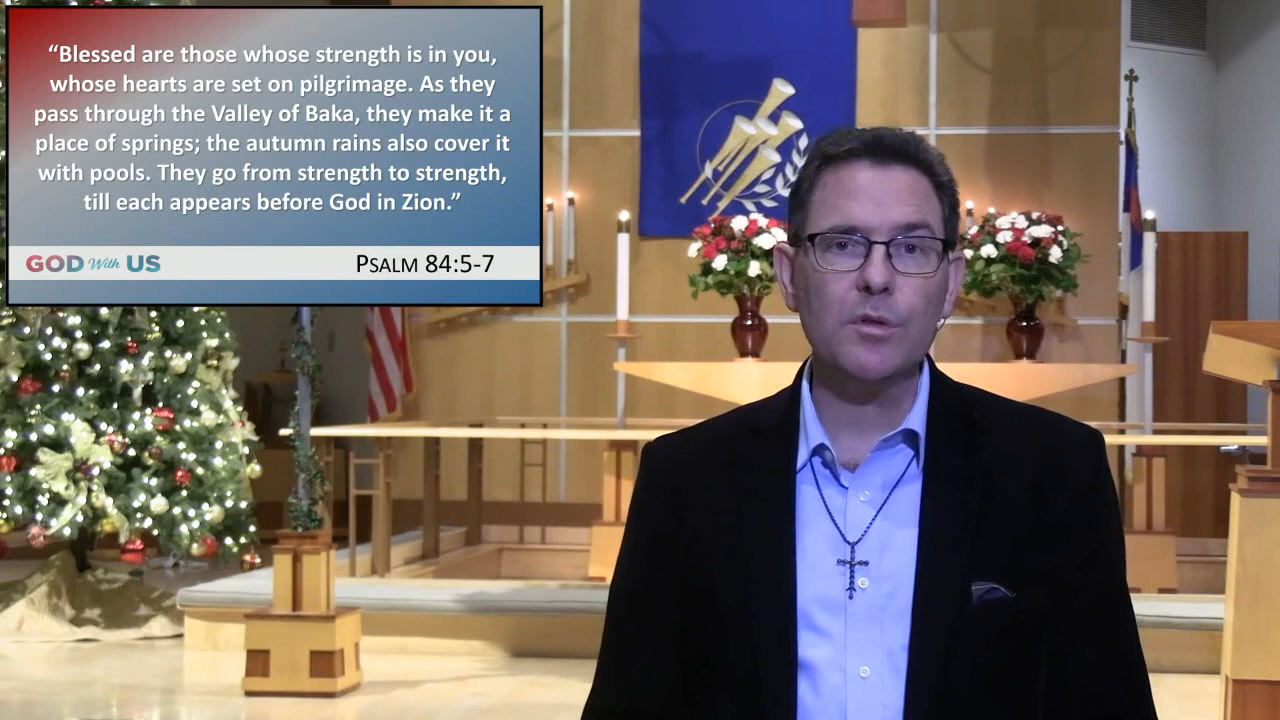 “Blessed are those whose strength is in you,
whose hearts are set on pilgrimage. As they
pass through the Valley of Baka, they make it a
place of springs; the autumn rains also cover it
with pools. They go from strength to strength,
till each appears before God in Zion.”
GOD With US
PSALM 84:5-7